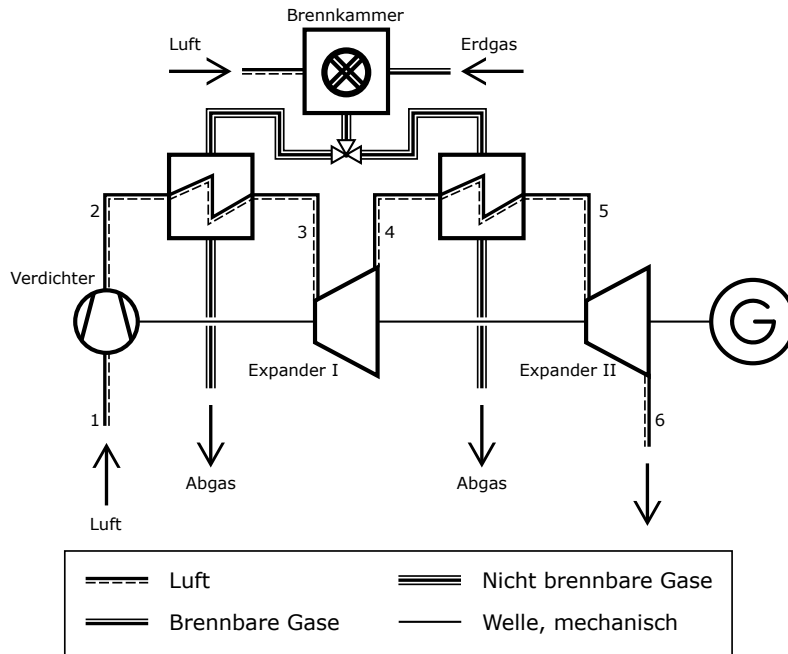 Brennkammer
Luft
Erdgas
2
3
4
5
Verdichter
G
Expander I
Expander II
1
6
Abgas
Abgas
Luft
Luft
Nicht brennbare Gase
Brennbare Gase
Welle, mechanisch